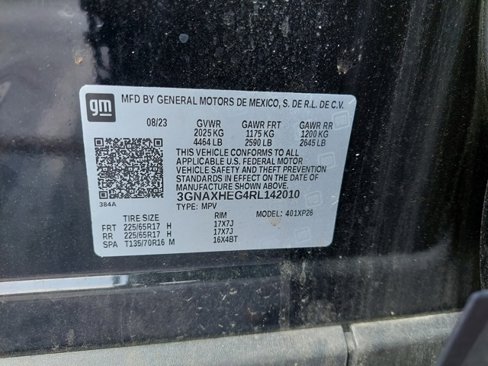 gm
MFD BY GENERAL MOTORS DE MEXICO, S. DE R.L. DE C.V.
08/23 GVWR GAWR FRT GAWR RR
2025 KG 1175 KG 1200 KG
4464 LB 2590 LB 2645 LB
THIS VEHICLE CONFORMS TO ALL
APPLICABLE U.S. FEDERAL MOTOR
VEHICLE SAFETY AND THEFT PREVENTION
STANDARDS IN EFFECT ON THE DATE OF
MANUFACTURE SHOWN ABOVE.
3GNAXHEG4RL142010
384A TYPE: MPV MODEL: 401XP26
TIRE SIZE RIM
FRT 225/65R17 H 17X7J
RR 225/65R17 H 17X7J
SPA T135/70R16 M 16X4BT